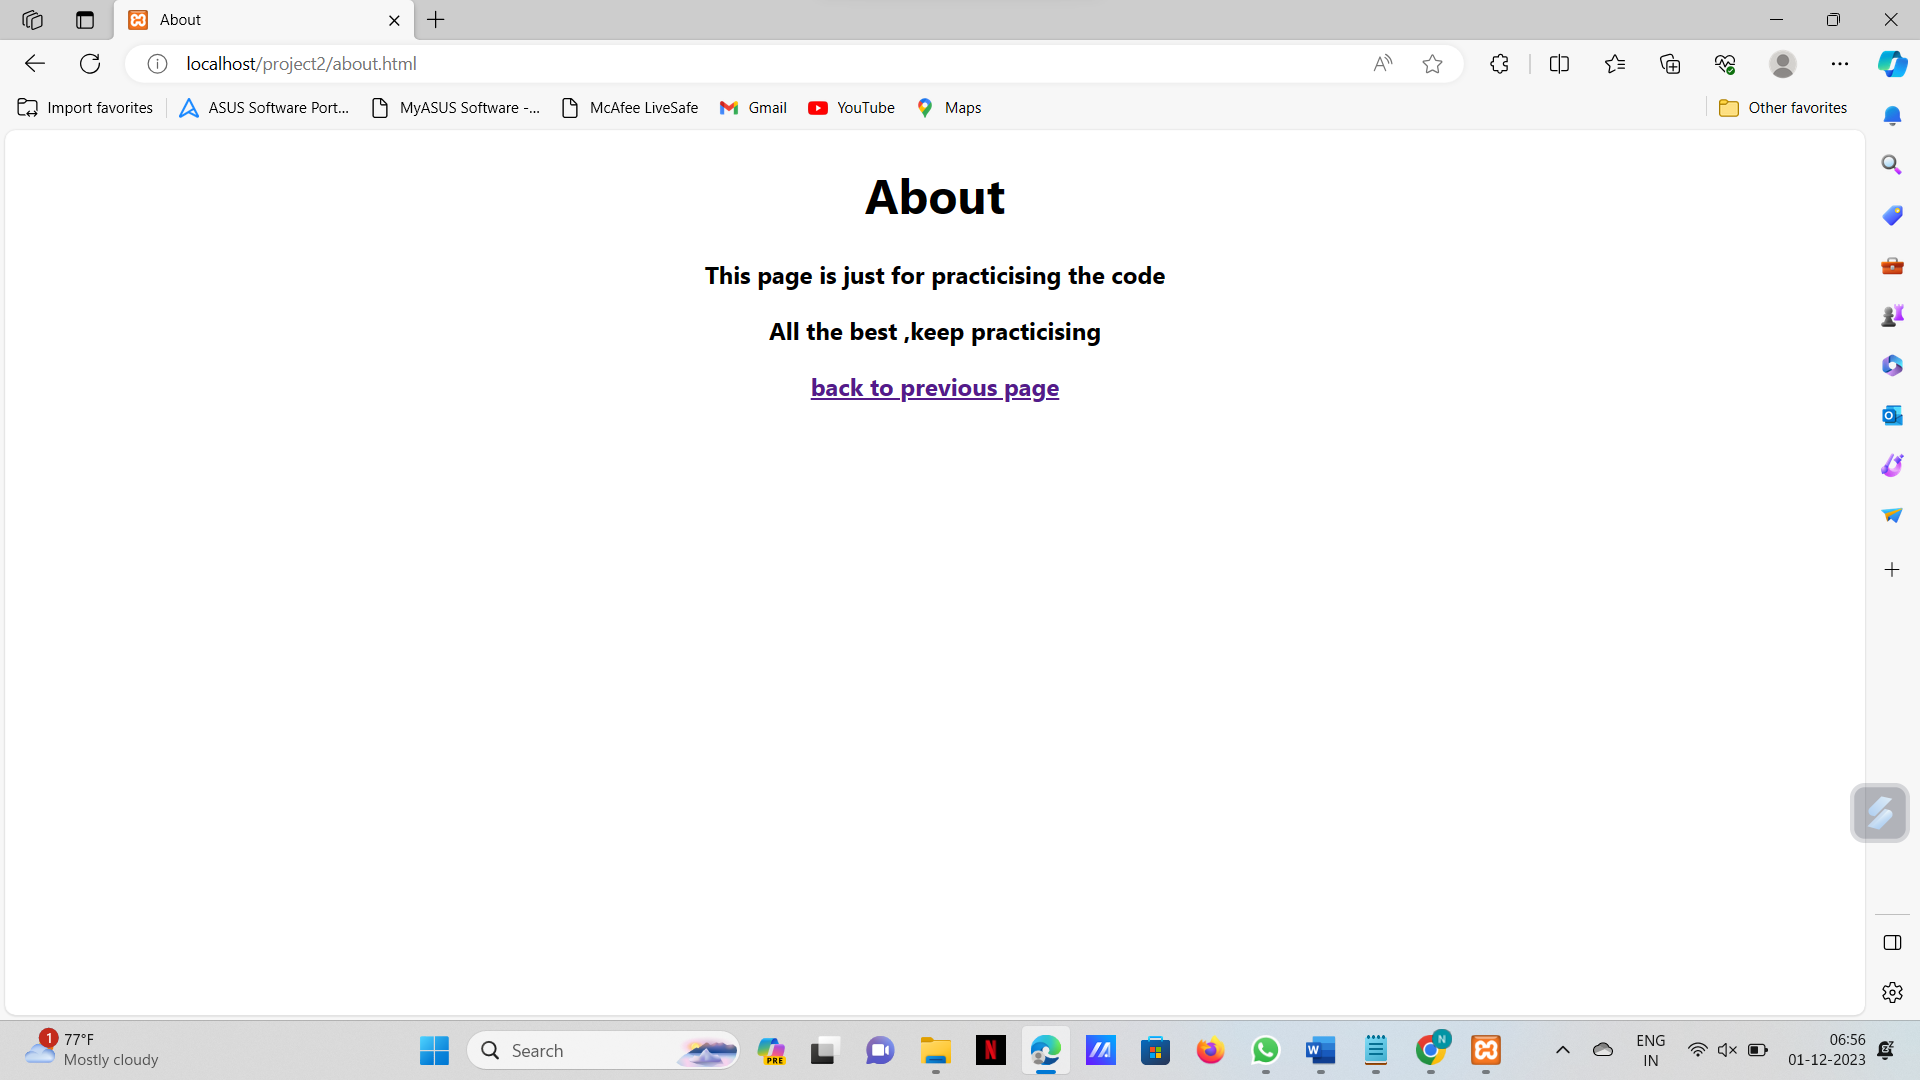 About
localhost/project2/about.html
Import favorites
ASUS Software Port...
MyASUS Software -...
McAfee LiveSafe
Gmail
YouTube
Maps
Other favorites
About
This page is just for practicising the code
All the best ,keep practicising
back to previous page
1
77°F
Mostly cloudy
Search
PRE
N
W
N
ENG
IN
06:56
01-12-2023